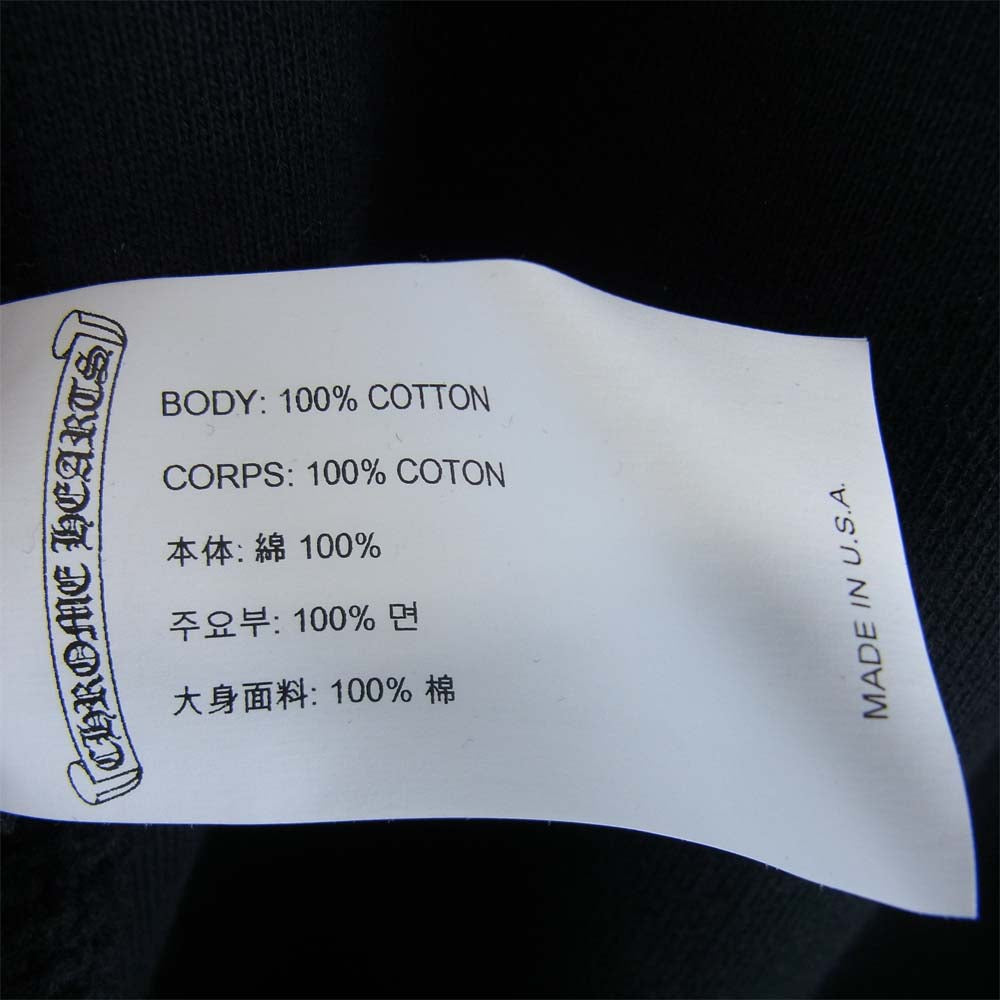 CHROME HEARTS
BODY: 100% COTTON
CORPS: 100% COTON
本体: 綿 100%
주요부: 100% 면
大身面料: 100% 棉
MADE IN U.S.A.